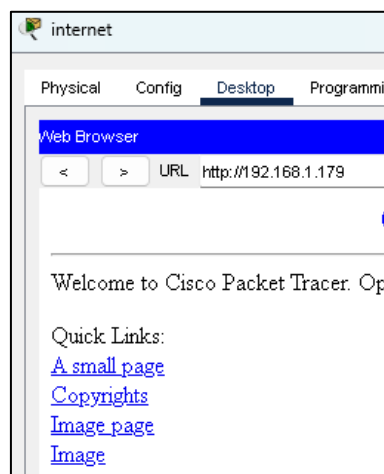 internet
Physical Config Desktop Programmi
Web Browser
< > URL http://192.168.1.179
Welcome to Cisco Packet Tracer. Op
Quick Links:
A small page
Copyrights
Image page
Image